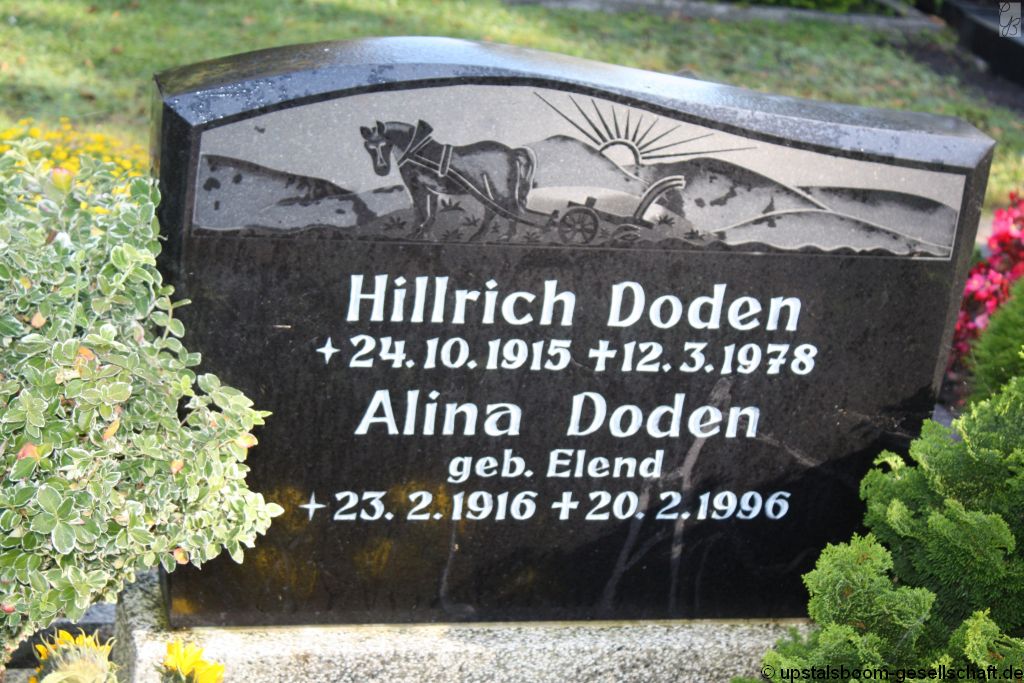 Hillrich Doden
✦24.10.1915 ✝12.3.1978
Alina Doden
geb. Elend
✦23.2.1916 ✝20.2.1996
© upstalsboom-gesellschaft.de